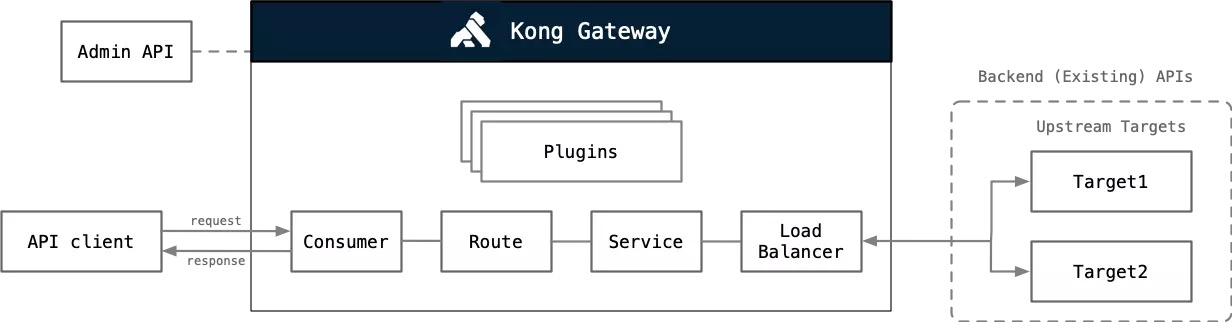 Kong Gateway
Admin API
Backend (Existing) APIs
Upstream Targets
Plugins
Target1
request
API client
Consumer
Route
Service
Load
Balancer
response
Target2